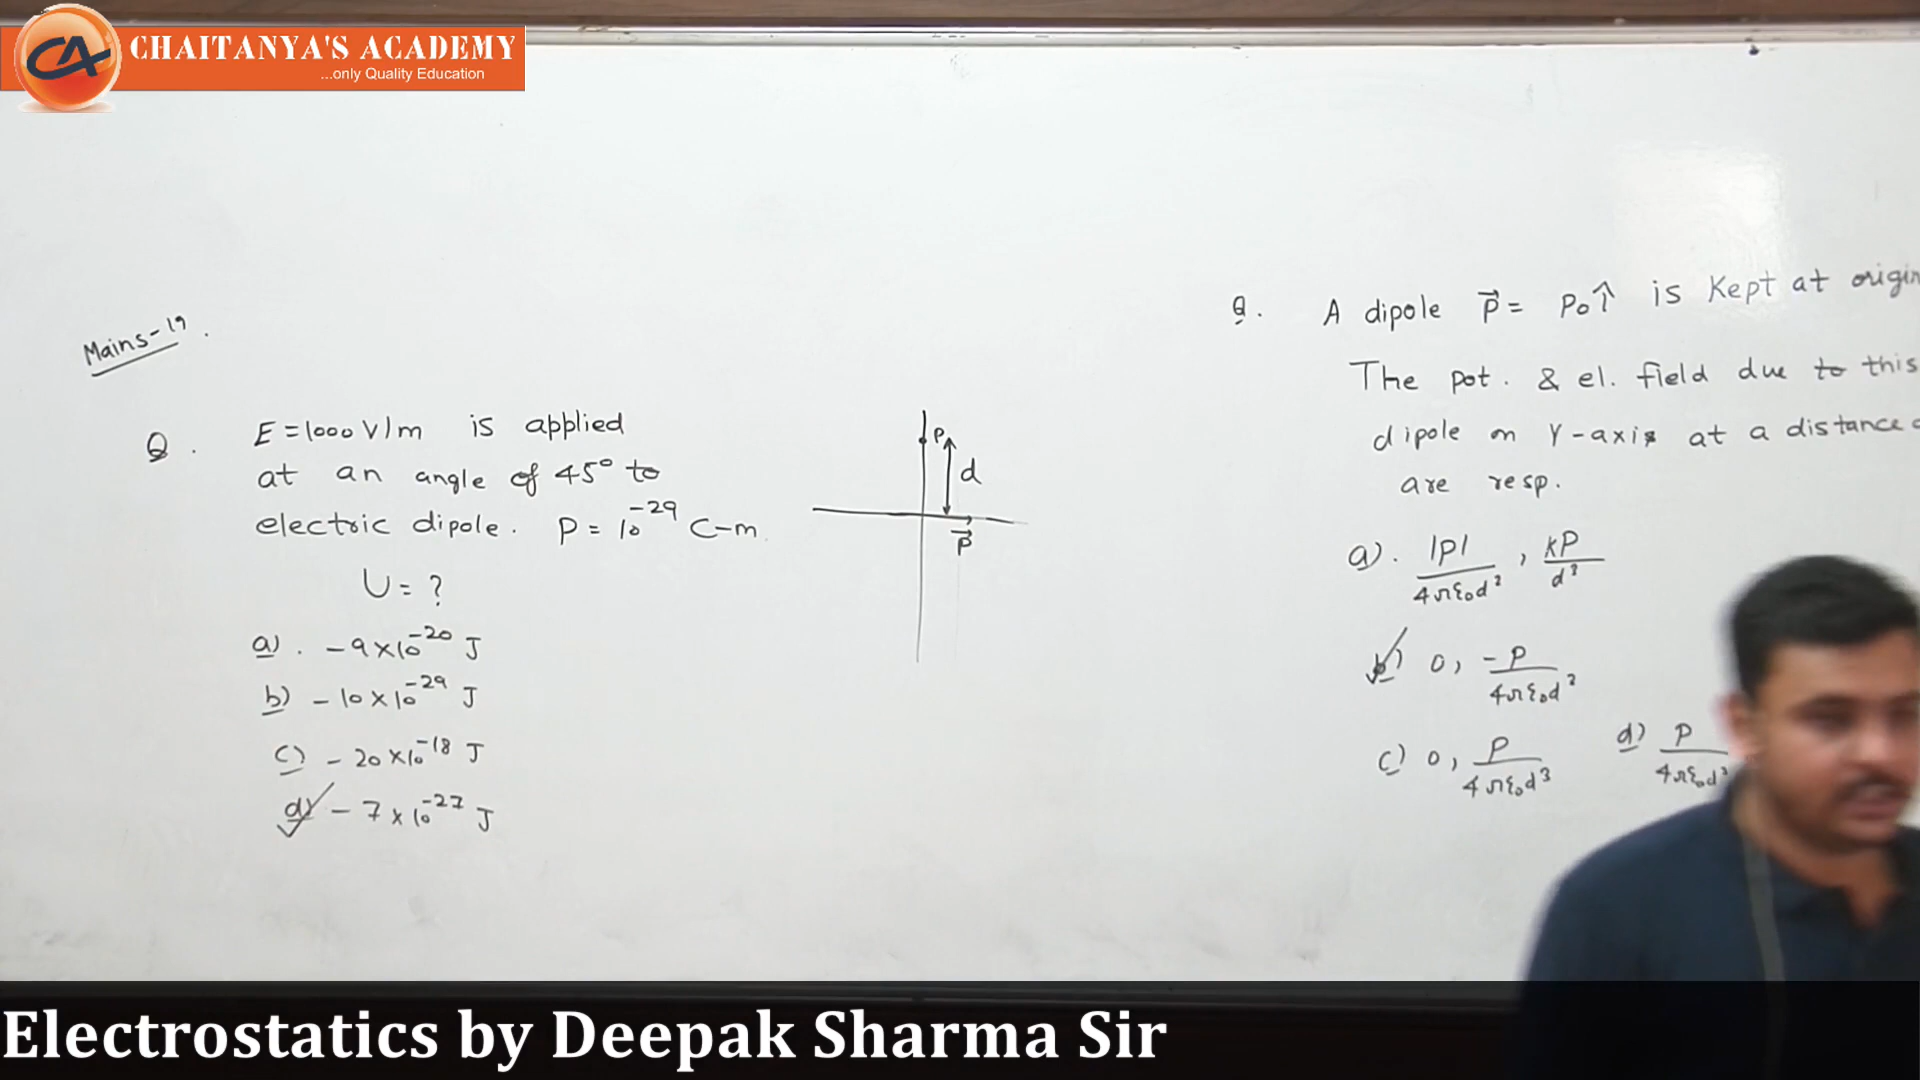 CHAITANYA'S ACADEMY
...only Quality Education
Mains-19.
Q. E = 1000 V/m is applied
at an angle of 45° to
electric dipole. P = 10⁻²⁹ C-m.
U = ?
a). -9×10⁻²⁰ J
b) -10×10⁻²⁹ J
c) -20×10⁻¹⁸ J
d) -7×10⁻²⁷ J
P
d
P⃗
Q. A dipole P⃗ = P₀ î is kept at origin
The pot. & el. field due to this
dipole on Y-axis at a distance
are resp.
a). |P|/4πε₀d², kP/d³
b) 0, -P/4πε₀d³
c) 0, P/4πε₀d³ d) P/4πε₀d³
Electrostatics by Deepak Sharma Sir